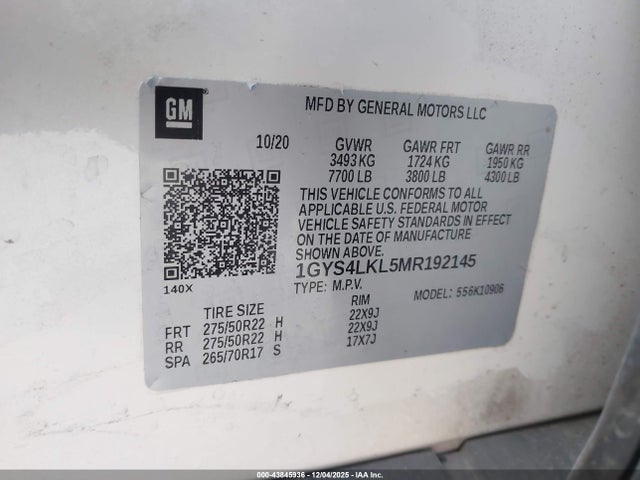 GM
MFD BY GENERAL MOTORS LLC
10/20 GVWR GAWR FRT GAWR RR
3493 KG 1724 KG 1950 KG
7700 LB 3800 LB 4300 LB
THIS VEHICLE CONFORMS TO ALL
APPLICABLE U.S. FEDERAL MOTOR
VEHICLE SAFETY STANDARDS IN EFFECT
ON THE DATE OF MANUFACTURE
SHOWN ABOVE.
1GYS4LKL5MR192145
140X
TYPE: M.P.V. MODEL: 556K10906
TIRE SIZE RIM
FRT 275/50R22 H 22X9J
RR 275/50R22 H 22X9J
SPA 265/70R17 S 17X7J
000-43845936 - 12/04/2025 - IAA Inc.